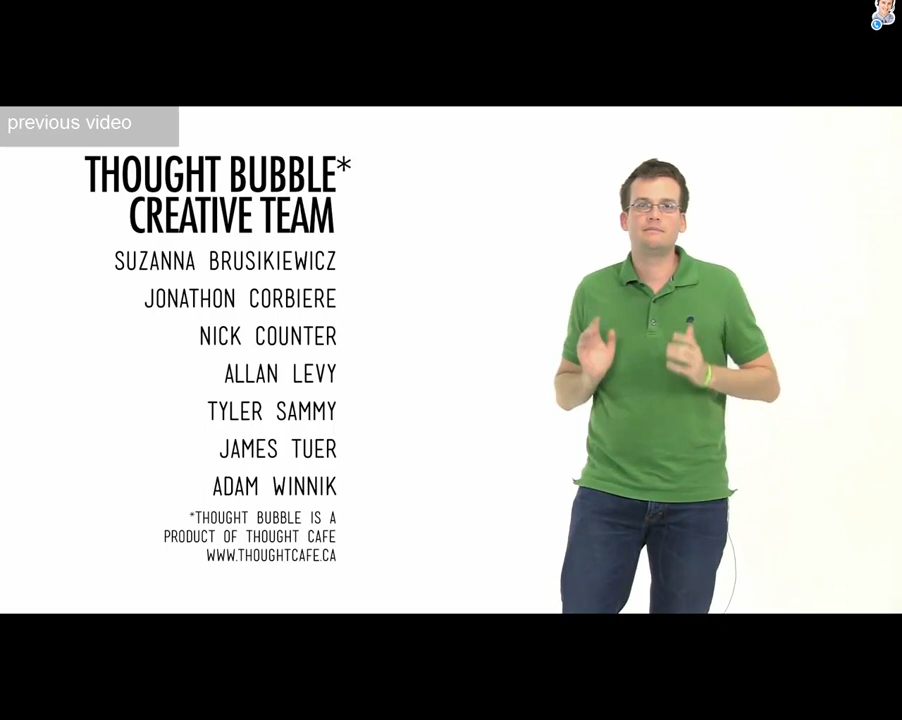 previous video
THOUGHT BUBBLE*
CREATIVE TEAM
SUZANNA BRUSIKIEWICZ
JONATHON CORBIERE
NICK COUNTER
ALLAN LEVY
TYLER SAMMY
JAMES TUER
ADAM WINNIK
*THOUGHT BUBBLE IS A
PRODUCT OF THOUGHT CAFE
WWW.THOUGHTCAFE.CA